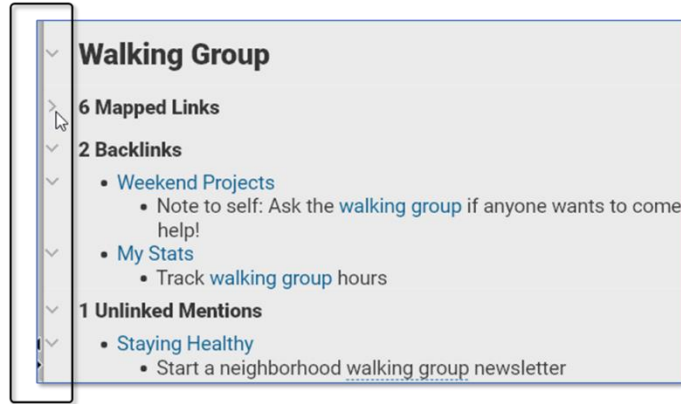 Walking Group
6 Mapped Links
2 Backlinks
• Weekend Projects
• Note to self: Ask the walking group if anyone wants to come
help!
• My Stats
• Track walking group hours
1 Unlinked Mentions
• Staying Healthy
• Start a neighborhood walking group newsletter